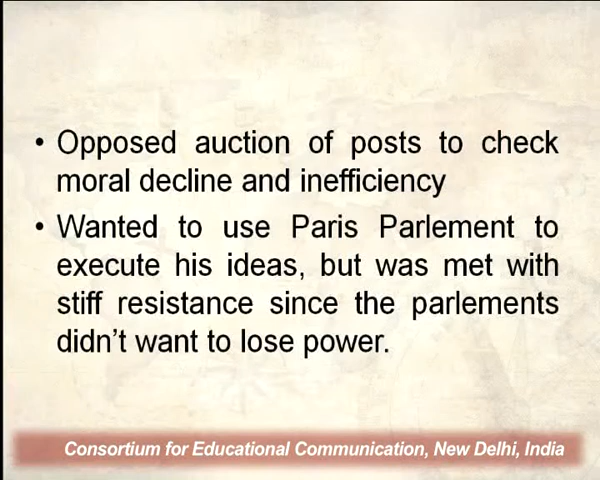 • Opposed auction of posts to check
moral decline and inefficiency
• Wanted to use Paris Parlement to
execute his ideas, but was met with
stiff resistance since the parlements
didn't want to lose power.
Consortium for Educational Communication, New Delhi, India